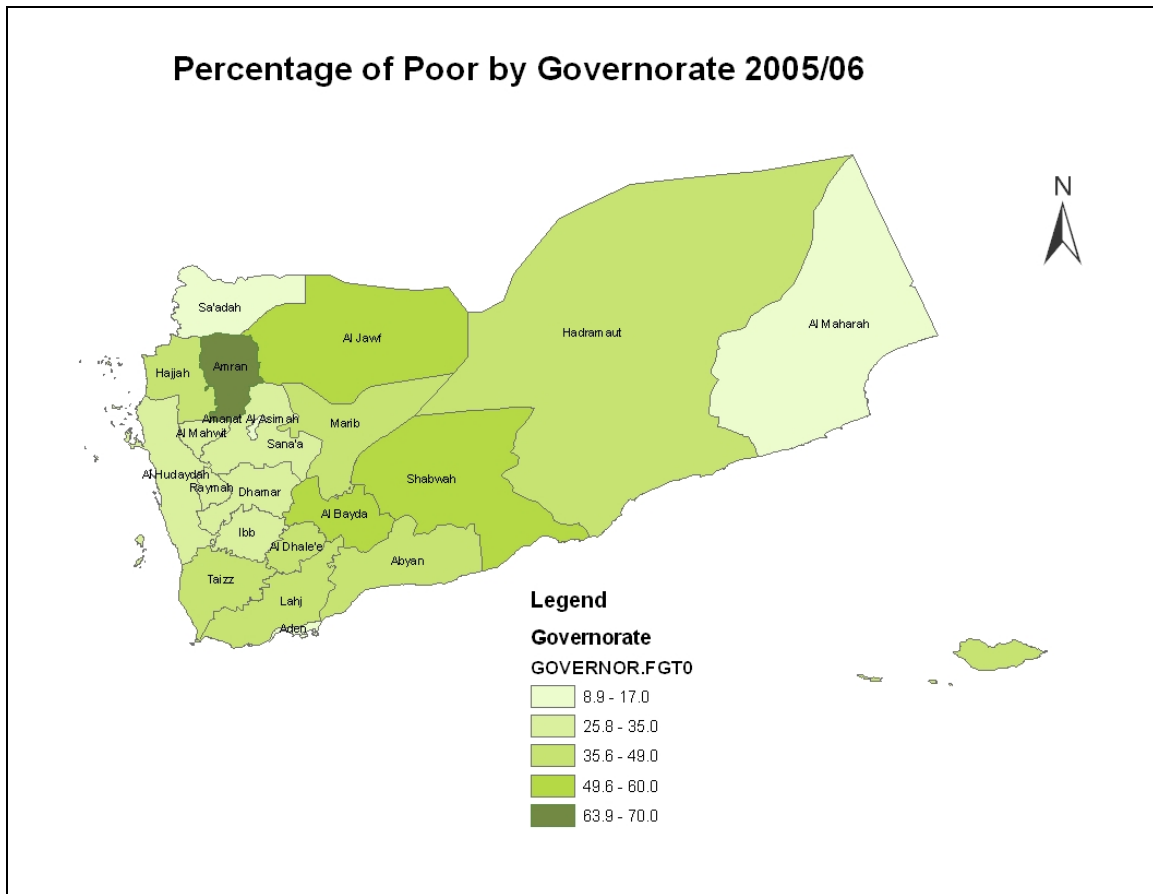 Percentage of Poor by Governorate 2005/06
N
Sa'adah
Al Jawf
Hadramaut
Al Maharah
Hajjah
Amran
Amanat Al Asimah
Marib
Al Mahwit
Sana'a
Al Hudaydah
Raymah
Dhamar
Shabwah
Al Bayda
Ibb
Al Dhale'e
Abyan
Taizz
Lahj
Aden
Legend
Governorate
GOVERNOR.FGT0
8.9 - 17.0
25.8 - 35.0
35.6 - 49.0
49.6 - 60.0
63.9 - 70.0